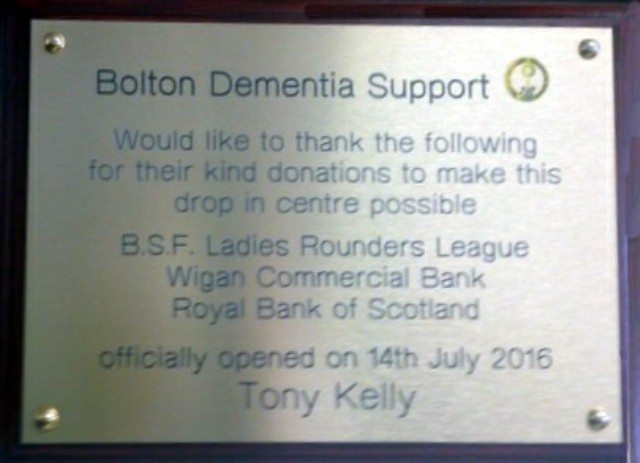 Bolton Dementia Support
Would like to thank the following
for their kind donations to make this
drop in centre possible
B.S.F. Ladies Rounders League
Wigan Commercial Bank
Royal Bank of Scotland
officially opened on 14th July 2016
Tony Kelly